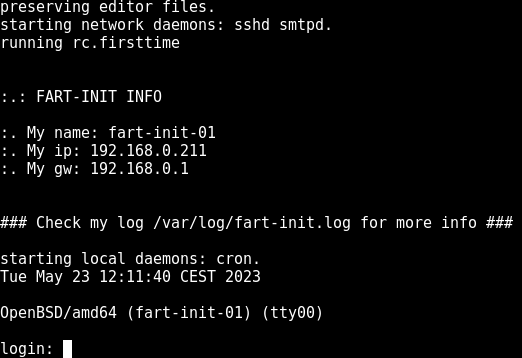 preserving editor files.
starting network daemons: sshd smtpd.
running rc.firsttime
:.: FART-INIT INFO
:. My name: fart-init-01
:. My ip: 192.168.0.211
:. My gw: 192.168.0.1
### Check my log /var/log/fart-init.log for more info ###
starting local daemons: cron.
Tue May 23 12:11:40 CEST 2023
OpenBSD/amd64 (fart-init-01) (tty00)
login: